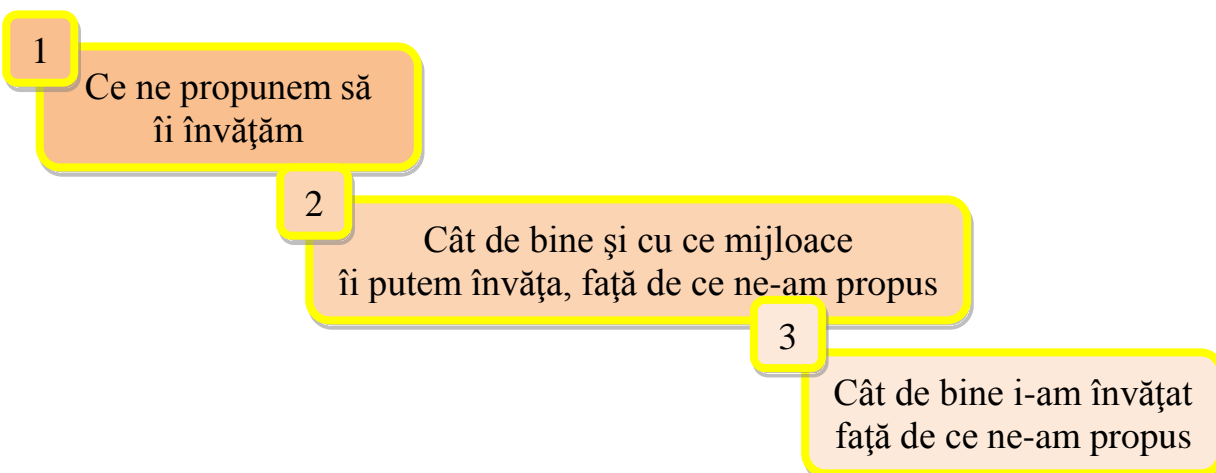 1
Ce ne propunem să
îi învăţăm
2
Cât de bine şi cu ce mijloace
îi putem învăţa, faţă de ce ne-am propus
3
Cât de bine i-am învăţat
faţă de ce ne-am propus